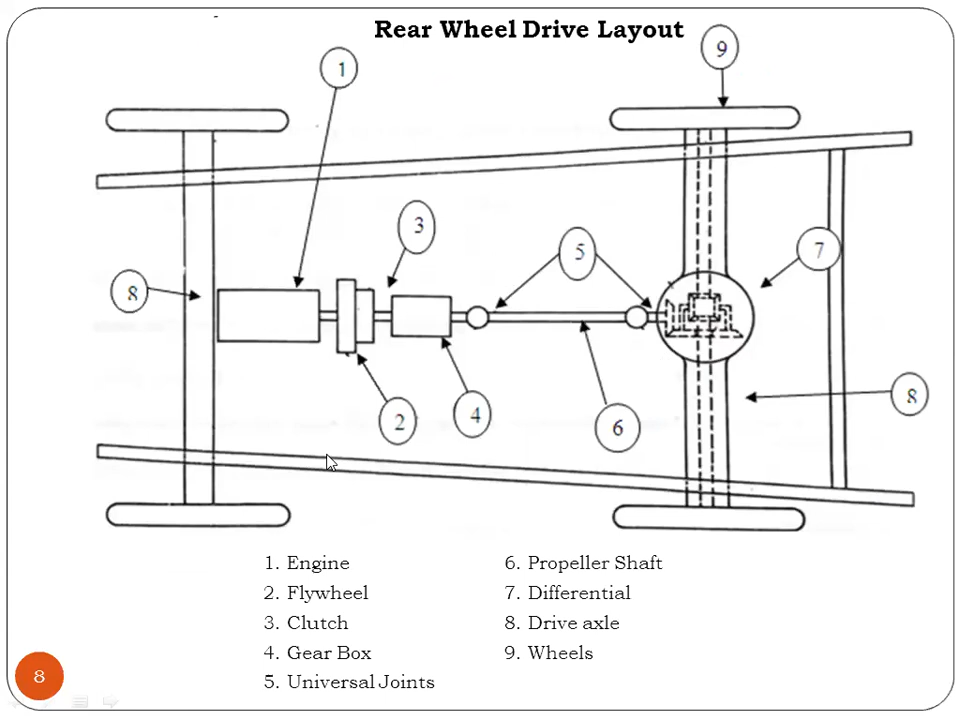 Rear Wheel Drive Layout
9
1
3
5
7
8
8
2
4
6
1. Engine
2. Flywheel
3. Clutch
4. Gear Box
5. Universal Joints
6. Propeller Shaft
7. Differential
8. Drive axle
9. Wheels
8